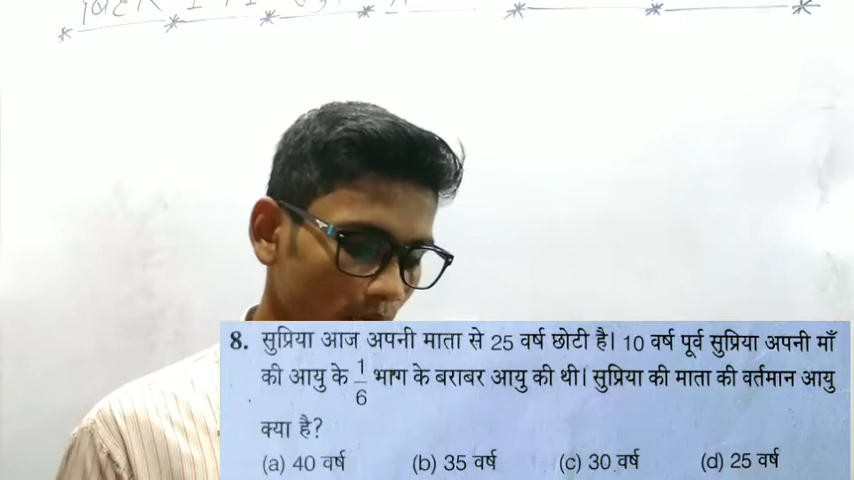 8. सुप्रिया आज अपनी माता से 25 वर्ष छोटी है। 10 वर्ष पूर्व सुप्रिया अपनी माँ
की आयु के 1/6 भाग के बराबर आयु की थी। सुप्रिया की माता की वर्तमान आयु
क्या है?
(a) 40 वर्ष (b) 35 वर्ष (c) 30 वर्ष (d) 25 वर्ष